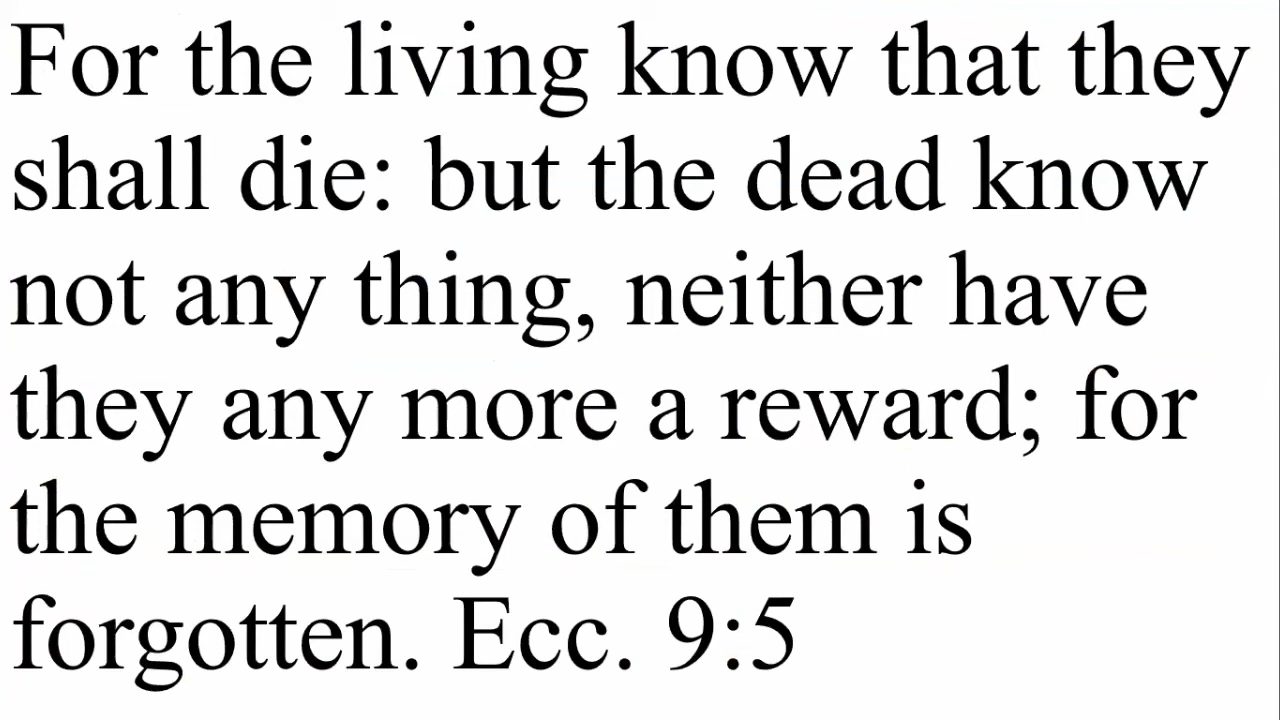 For the living know that they
shall die: but the dead know
not any thing, neither have
they any more a reward; for
the memory of them is
forgotten. Ecc. 9:5